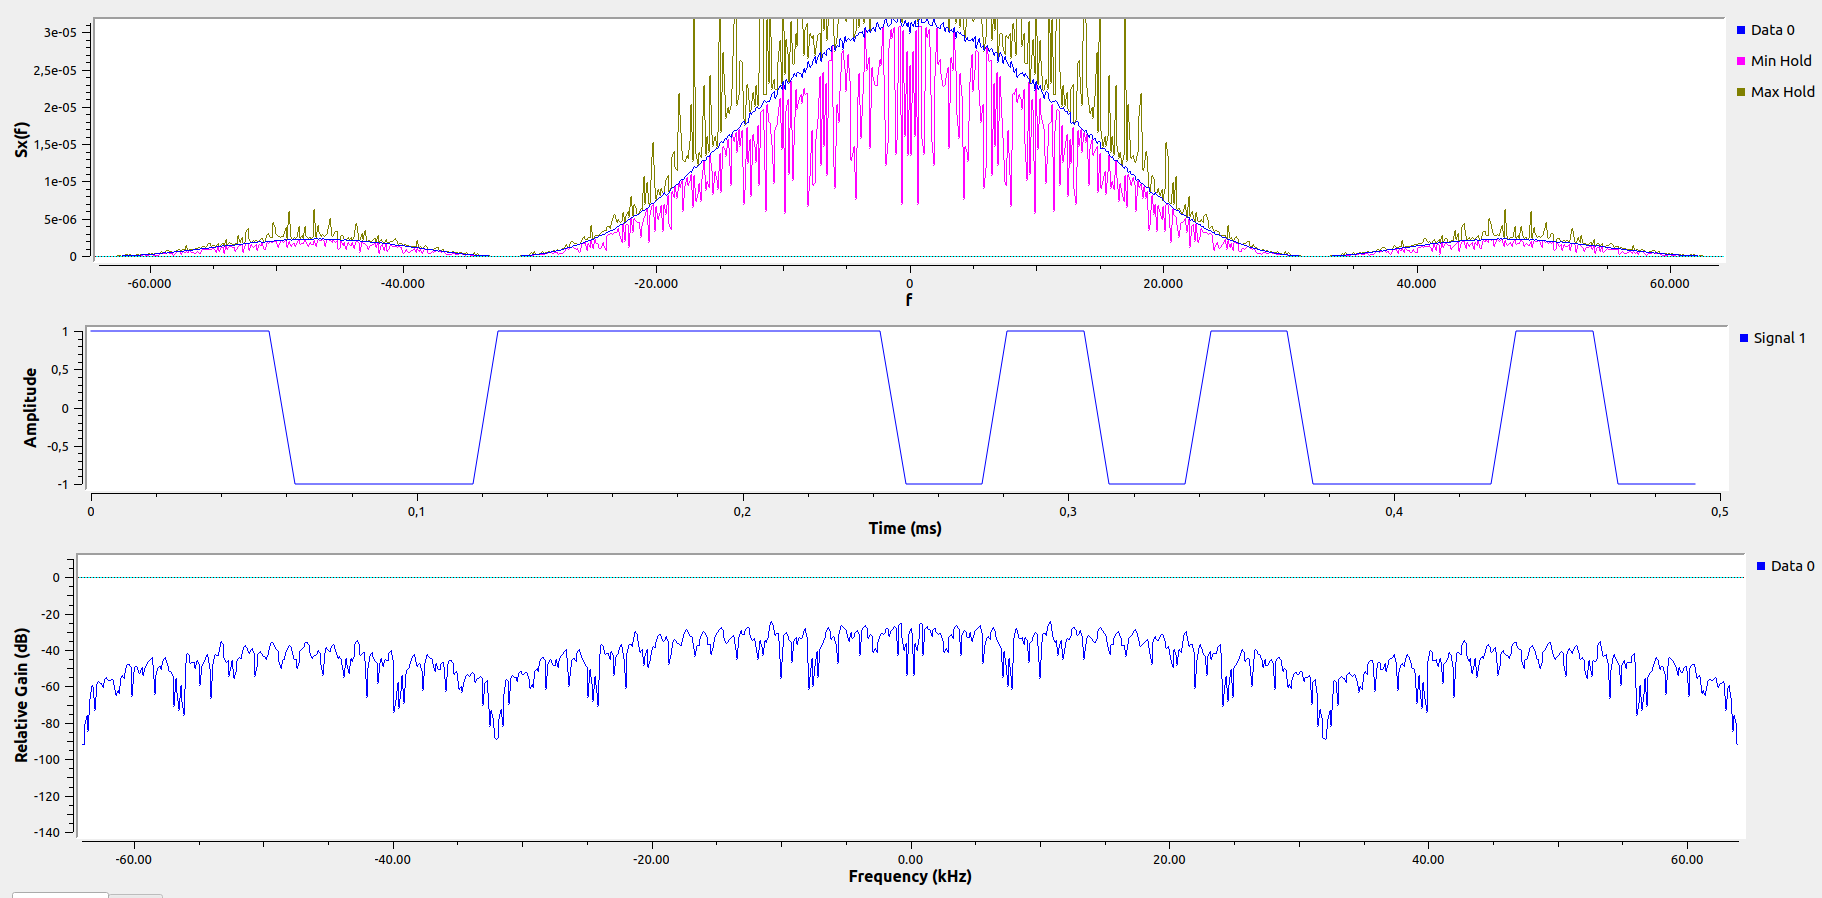 Sx(f)
3e-05
2,5e-05
2e-05
1,5e-05
1e-05
5e-06
0
-60.000 -40.000 -20.000 0 20.000 40.000 60.000
f
Data 0
Min Hold
Max Hold
Amplitude
1
0,5
0
-0,5
-1
0 0,1 0,2 0,3 0,4 0,5
Time (ms)
Signal 1
Relative Gain (dB)
0
-20
-40
-60
-80
-100
-120
-140
-60.00 -40.00 -20.00 0.00 20.00 40.00 60.00
Frequency (kHz)
Data 0